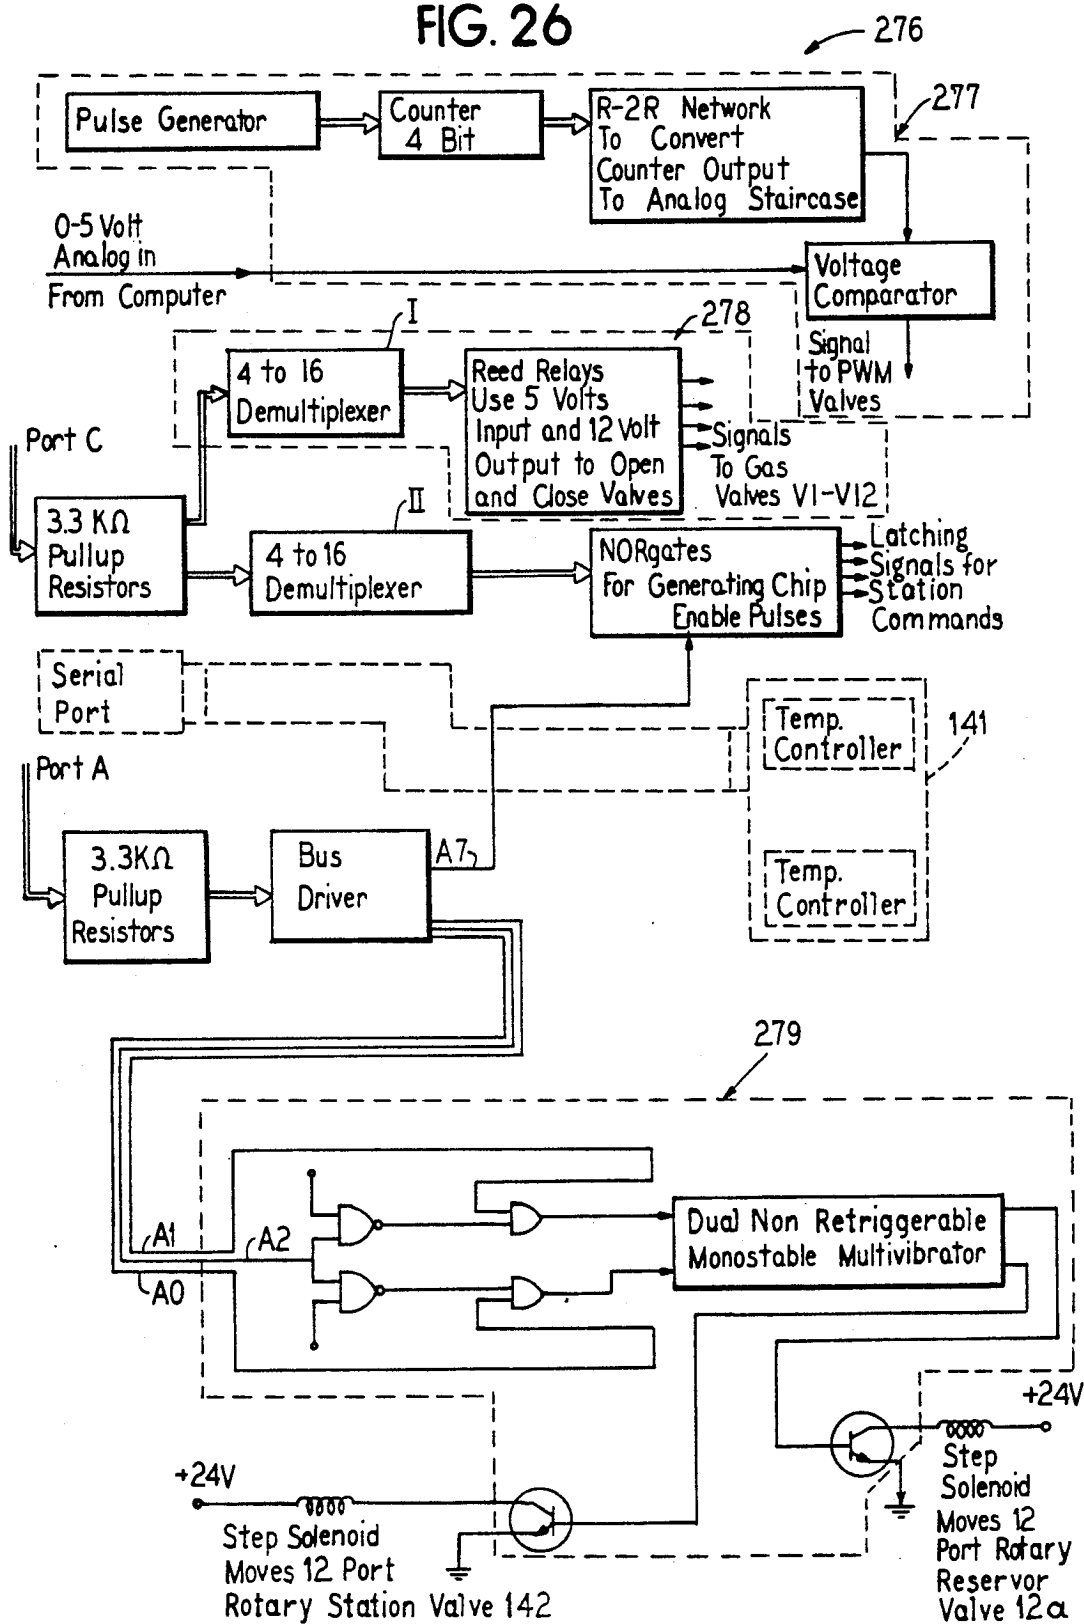 FIG. 26
276
Pulse Generator
Counter
4 Bit
R-2R Network
To Convert
Counter Output
To Analog Staircase
277
0-5 Volt
Analog in
From Computer
Voltage
Comparator
Signal
to PWM
Valves
I
278
4 to 16
Demultiplexer
Reed Relays
Use 5 Volts
Input and 12 Volt
Output to Open
and Close Valves
Signals
To Gas
Valves V1-V12
Port C
3.3 KΩ
Pullup
Resistors
II
4 to 16
Demultiplexer
NORgates
For Generating Chip
Enable Pulses
Latching
Signals for
Station
Commands
Serial
Port
Temp.
Controller
141
Temp.
Controller
Port A
3.3KΩ
Pullup
Resistors
Bus
Driver
A7
279
A1
A2
A0
Dual Non Retriggerable
Monostable Multivibrator
+24V
Step Solenoid
Moves 12 Port
Rotary Station Valve 142
+24V
Step
Solenoid
Moves 12
Port Rotary
Reservor
Valve 12a